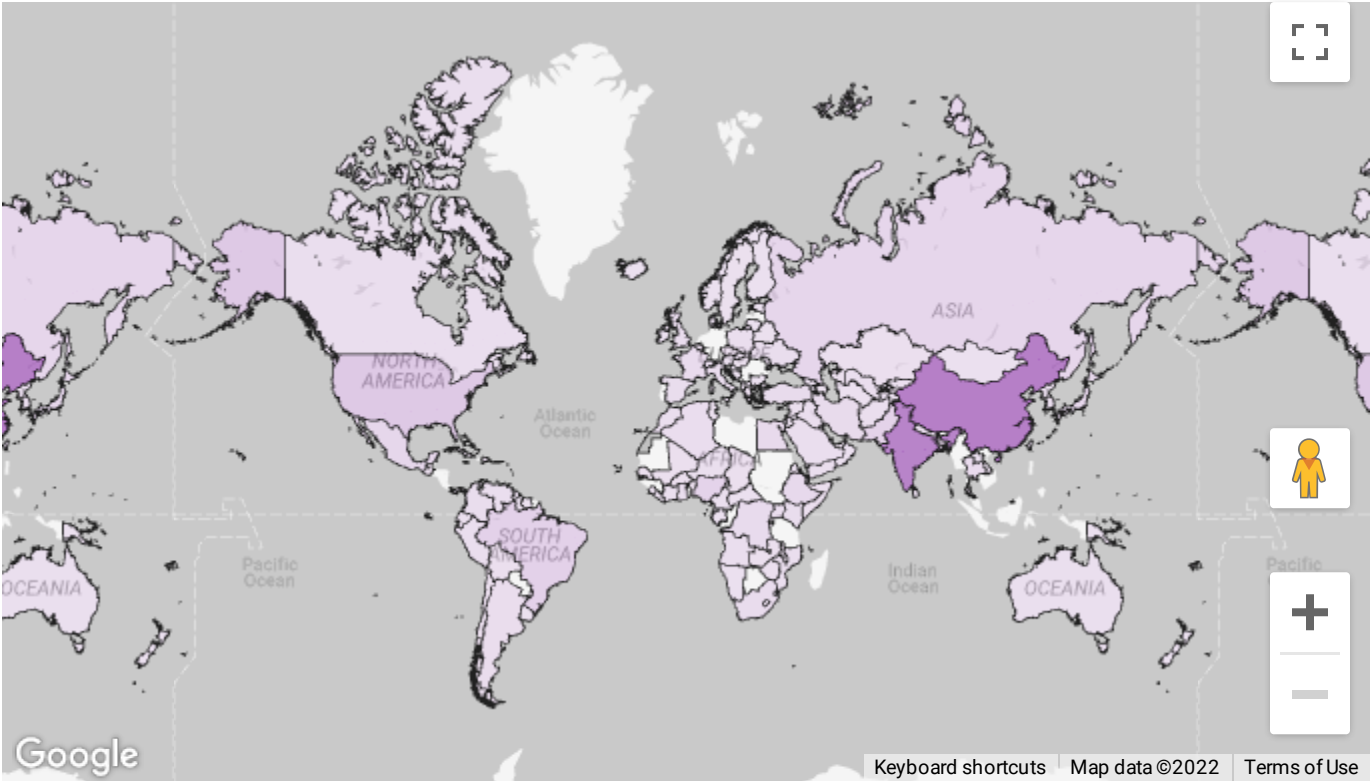 ASIA
NORTH
AMERICA
Atlantic
Ocean
AFRICA
SOUTH
AMERICA
Pacific
Ocean
Indian
Ocean
Pacific
OCEANIA
OCEANIA
Google
Keyboard shortcuts
Map data ©2022
Terms of Use